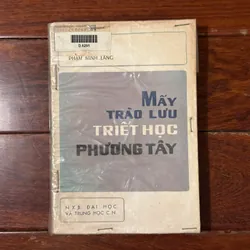 PHẠM MINH LĂNG
MẤY
TRÀO LƯU
TRIẾT HỌC
PHƯƠNG TÂY
N.X.B. ĐẠI HỌC
VÀ TRUNG HỌC C.N.